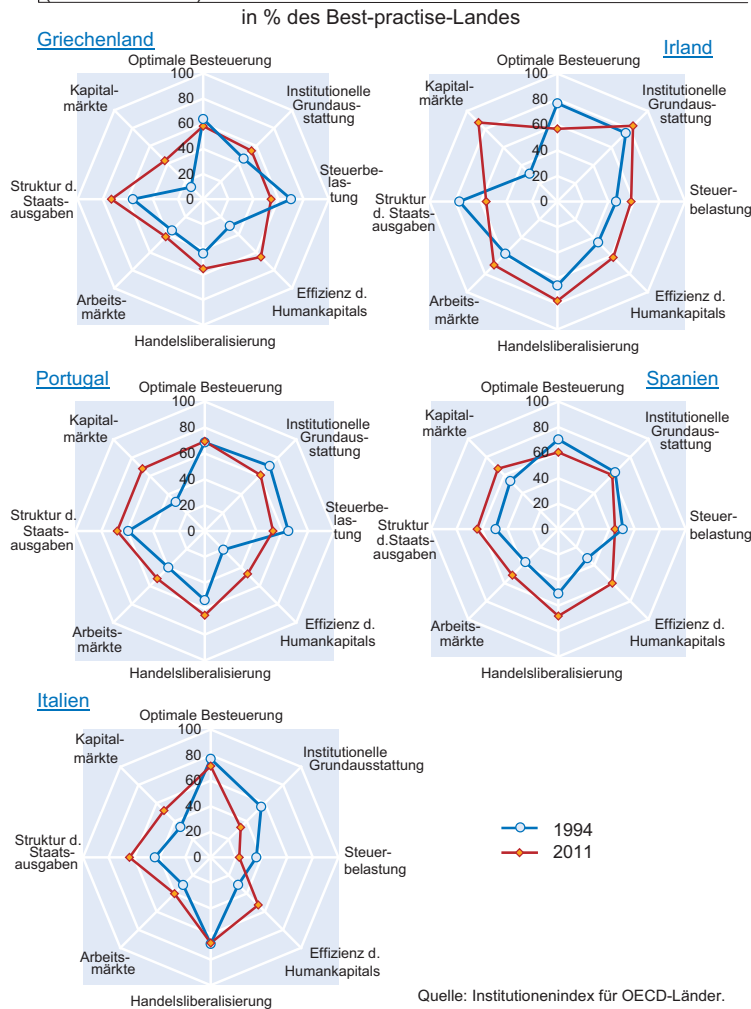 in % des Best-practise-Landes
Griechenland
Optimale Besteuerung
100
80
60
40
20
0
Institutionelle
Grundaus-
stattung
Steuerbe-
las-
tung
Effizienz d.
Humankapitals
Handelsliberalisierung
Arbeits-
märkte
Struktur d.
Staats-
ausgaben
Kapital-
märkte
Irland
Optimale Besteuerung
100
80
60
40
20
0
Institutionelle
Grundaus-
stattung
Steuer-
belastung
Effizienz d.
Humankapitals
Handelsliberalisierung
Arbeits-
märkte
Struktur
d. Staats-
ausgaben
Kapital-
märkte
Portugal
Optimale Besteuerung
100
80
60
40
20
0
Institutionelle
Grundaus-
stattung
Steuerbe-
las-
tung
Effizienz d.
Humankapitals
Handelsliberalisierung
Arbeits-
märkte
Struktur d.
Staats-
ausgaben
Kapital-
märkte
Spanien
Optimale Besteuerung
100
80
60
40
20
0
Institutionelle
Grundaus-
stattung
Steuer-
belastung
Effizienz d.
Humankapitals
Handelsliberalisierung
Arbeits-
märkte
Struktur
d.Staats-
ausgaben
Kapital-
märkte
Italien
Optimale Besteuerung
100
80
60
40
20
0
Institutionelle
Grundausstattung
Steuer-
belastung
Effizienz d.
Humankapitals
Handelsliberalisierung
Arbeits-
märkte
Struktur d.
Staats-
ausgaben
Kapital-
märkte
1994
2011
Quelle: Institutionenindex für OECD-Länder.